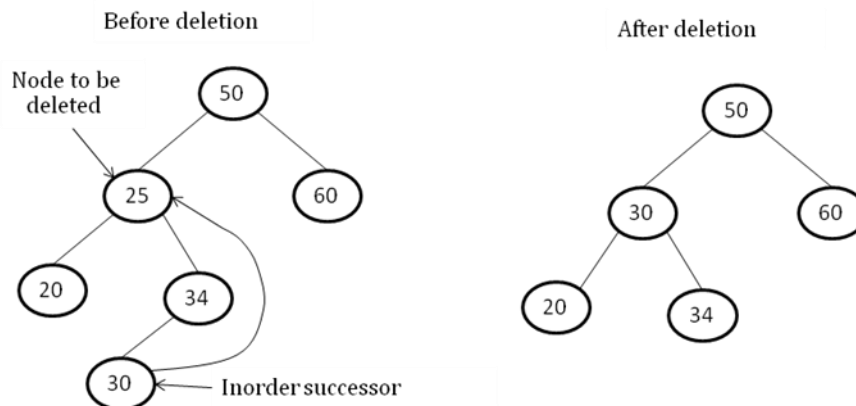 Before deletion
After deletion
Node to be
deleted
50
25
60
20
34
30
Inorder successor
50
30
60
20
34